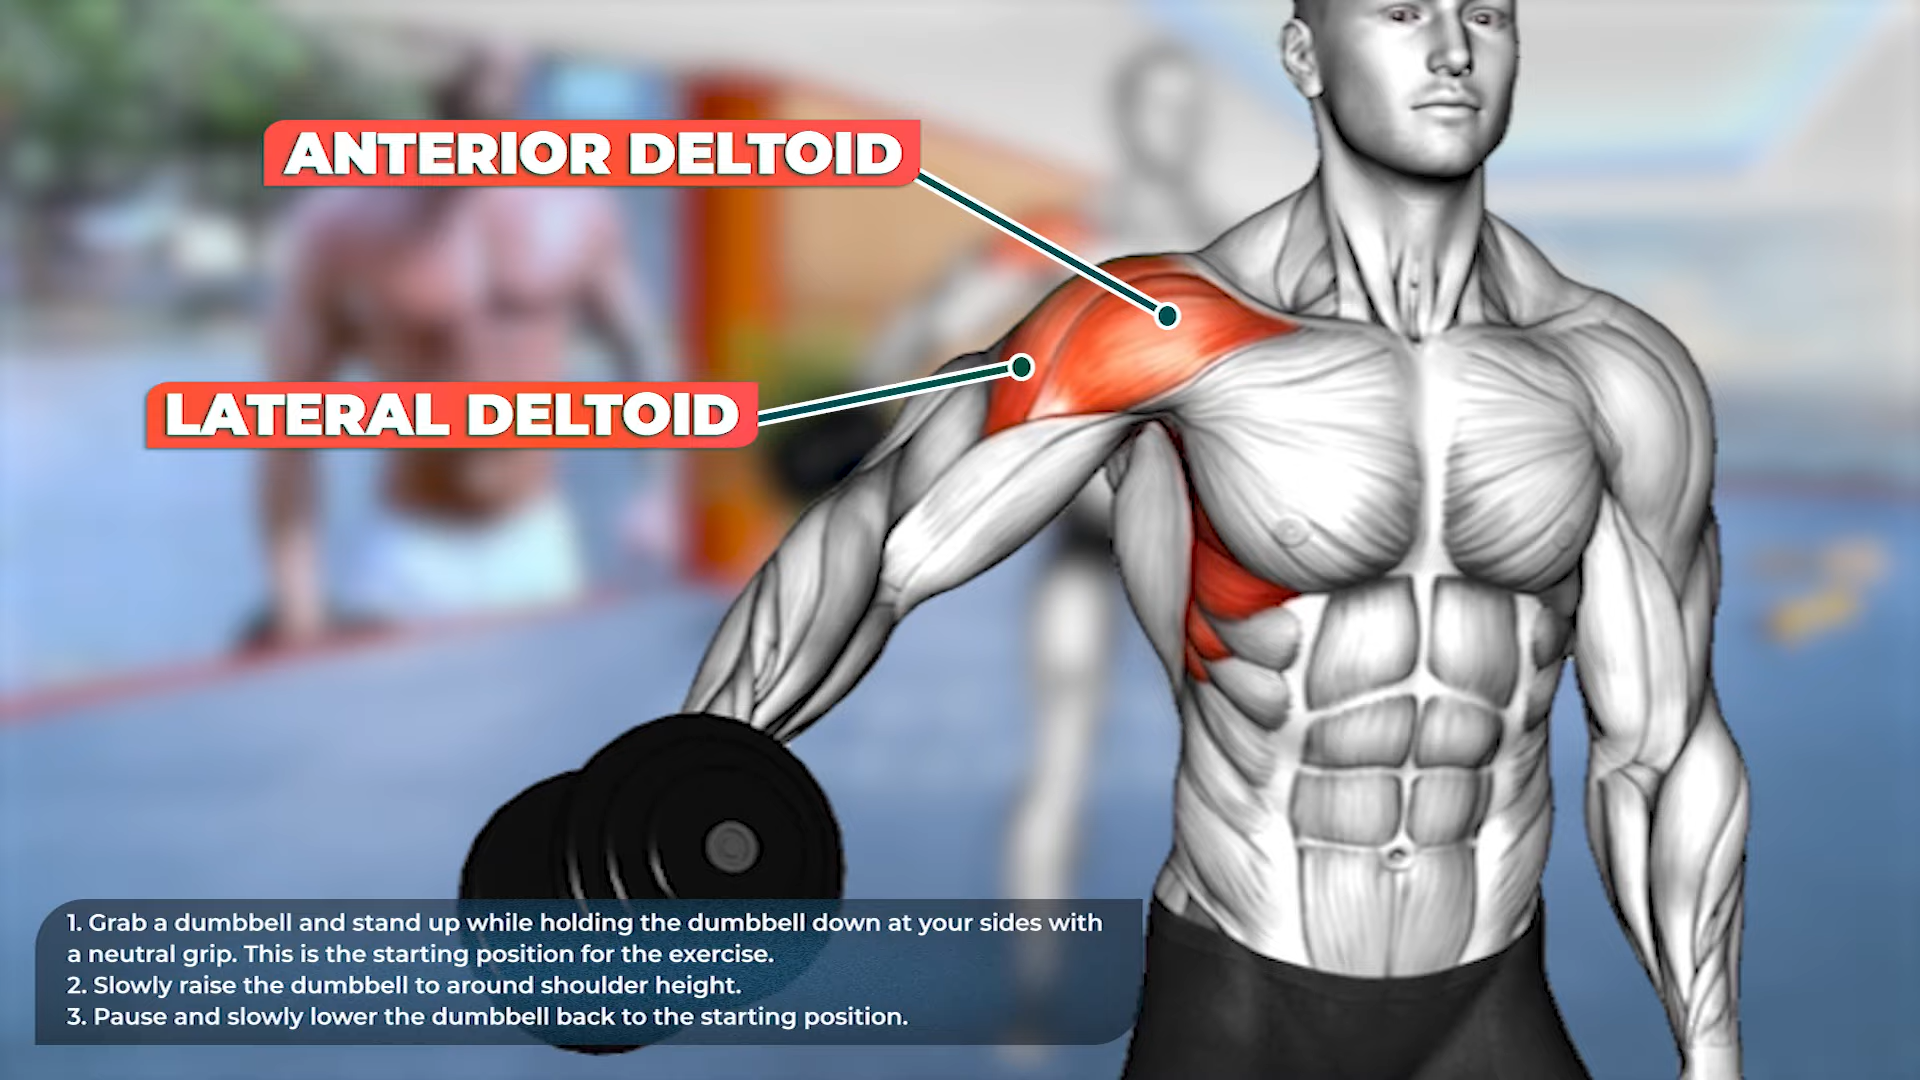 ANTERIOR DELTOID
LATERAL DELTOID
1. Grab a dumbbell and stand up while holding the dumbbell down at your sides with
a neutral grip. This is the starting position for the exercise.
2. Slowly raise the dumbbell to around shoulder height.
3. Pause and slowly lower the dumbbell back to the starting position.